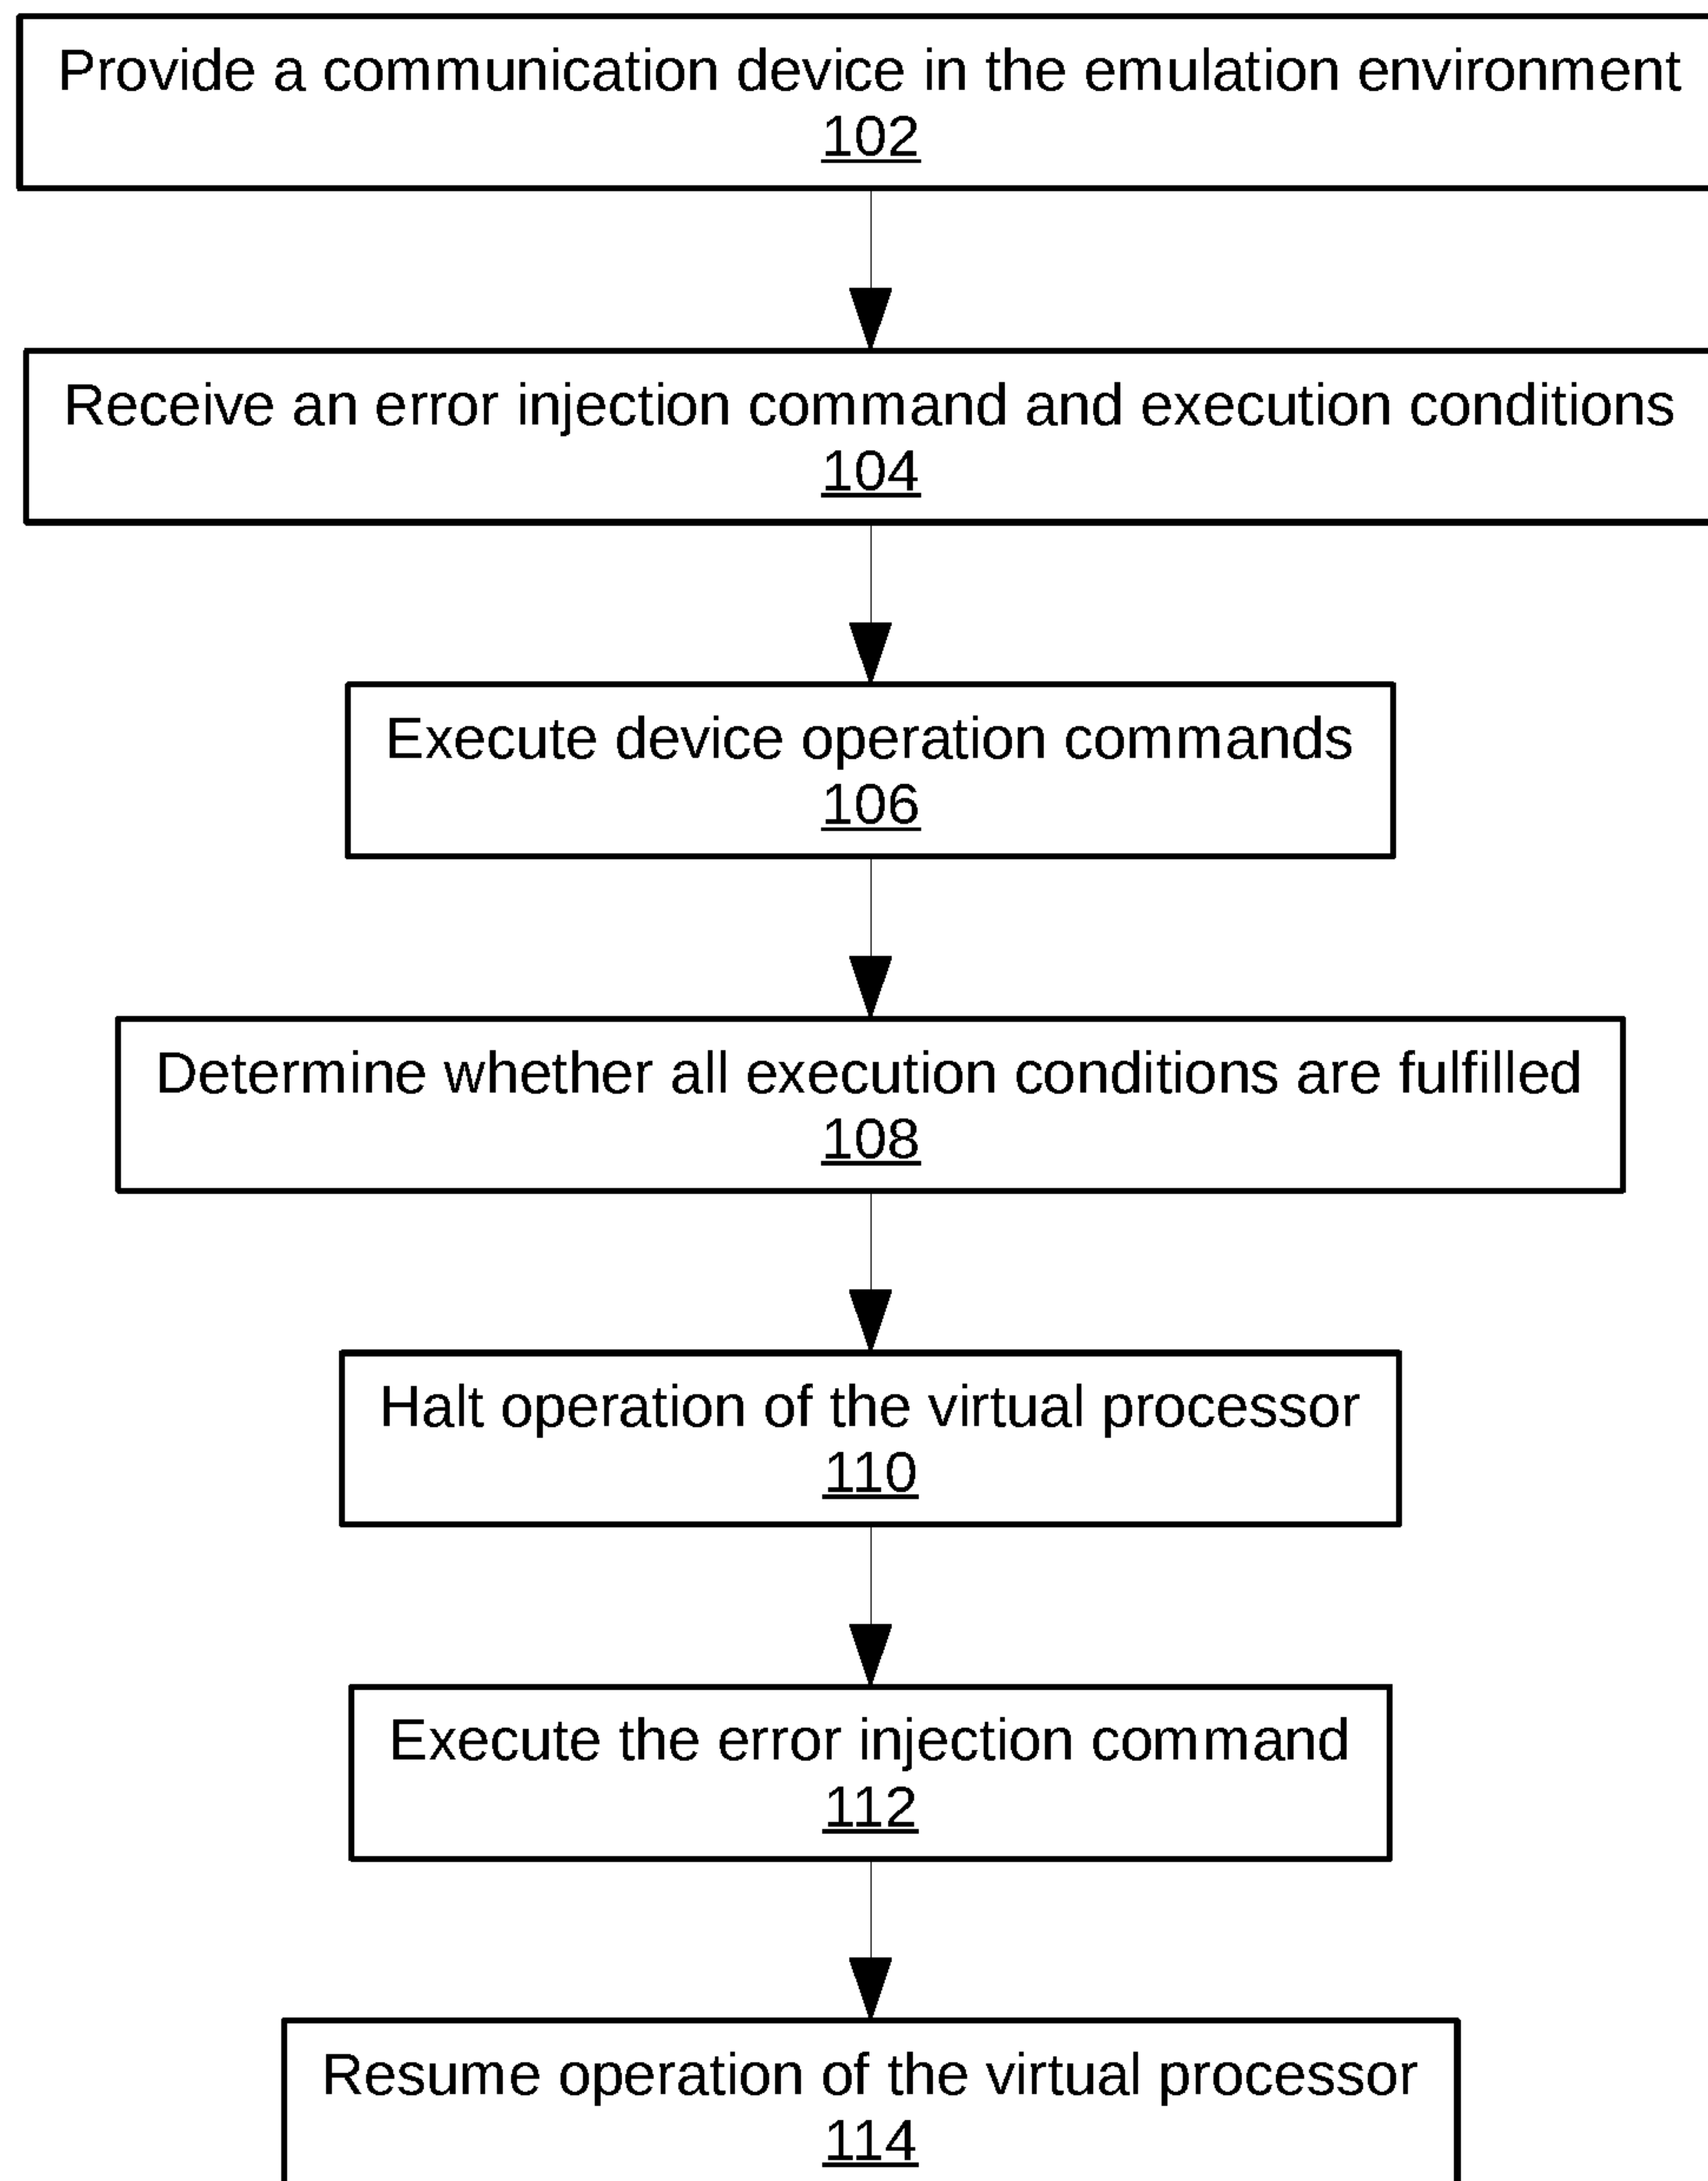 Provide a communication device in the emulation environment
102
Receive an error injection command and execution conditions
104
Execute device operation commands
106
Determine whether all execution conditions are fulfilled
108
Halt operation of the virtual processor
110
Execute the error injection command
112
Resume operation of the virtual processor
114